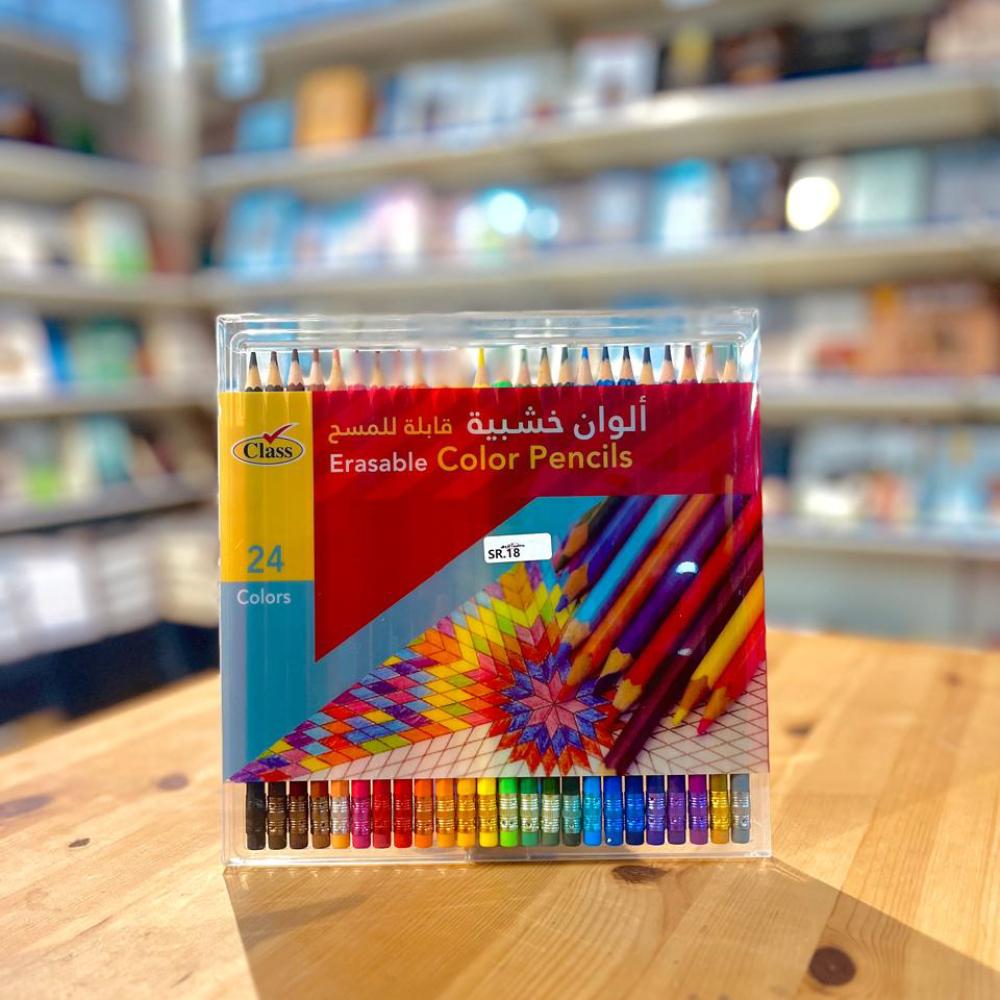 ألوان خشبية قابلة للمسح
Erasable Color Pencils
Class
24
Colors
SR.18